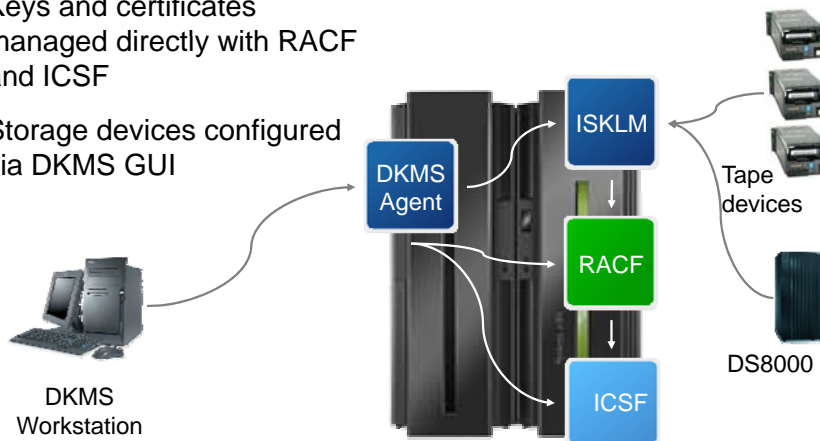 Keys and certificates
managed directly with RACF
and ICSF
Storage devices configured
via DKMS GUI
DKMS
Agent
ISKLM
RACF
ICSF
Tape
devices
DS8000
DKMS
Workstation